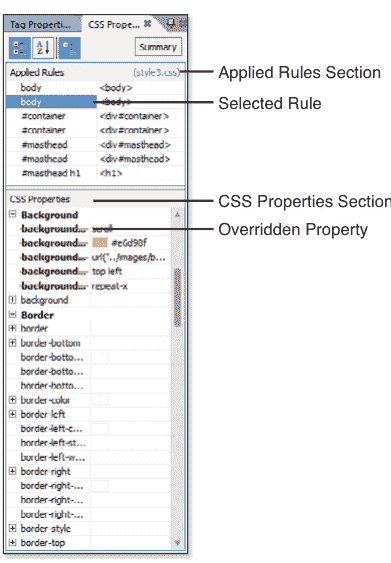 Tag Properti... CSS Prope...
Summary
Applied Rules (style3.css)
Applied Rules Section
body <body>
body <body>
Selected Rule
#container <div#container>
#container <div#container>
#masthead <div#masthead>
#masthead <div#masthead>
#masthead h1 <h1>
CSS Properties
CSS Properties Section
Background
background... scroll
Overridden Property
background... #e6d98f
background... url("../images/b...
background... top left
background... repeat-x
background
Border
border
border-bottom
border-botto...
border-botto...
border-botto...
border-color
border-left
border-left-c...
border-left-st...
border-left-w...
border-right
border-right-...
border-right-...
border-right-...
border-style
border-top